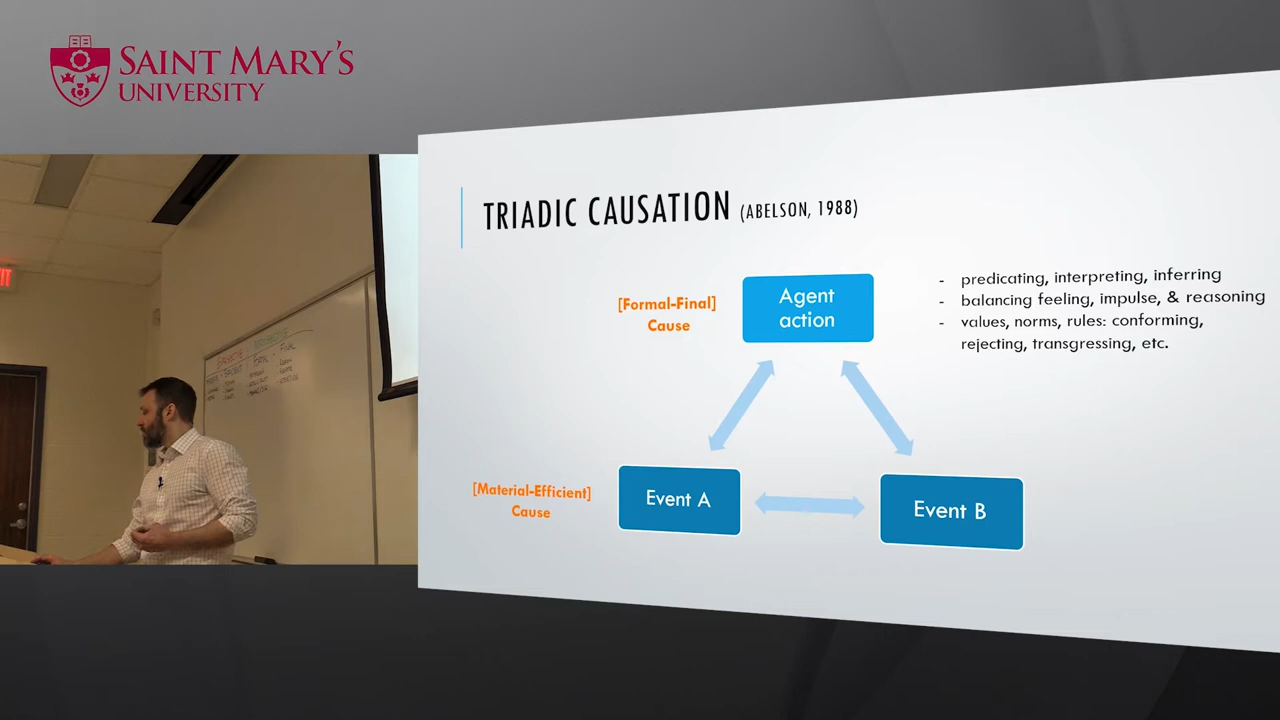 SAINT MARY'S
UNIVERSITY
TRIADIC CAUSATION (ABELSON, 1988)
[Formal-Final]
Cause
Agent
action
- predicating, interpreting, inferring
- balancing feeling, impulse, & reasoning
- values, norms, rules: conforming,
rejecting, transgressing, etc.
[Material-Efficient]
Cause
Event A
Event B